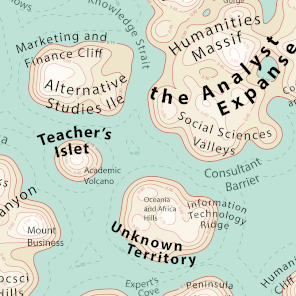 Knowledge Strait
Marketing and
Finance Cliff
Humanities
Massif
the Analyst
Expanse
Alternative
Studies Ile
Social Sciences
Valleys
Teacher's
Islet
Academic
Volcano
Consultant
Barrier
Oceania
and Africa
Hills
Information
Technology
Ridge
Mount
Business
Unknown
Territory
Expert's
Cove
Peninsula
Hills